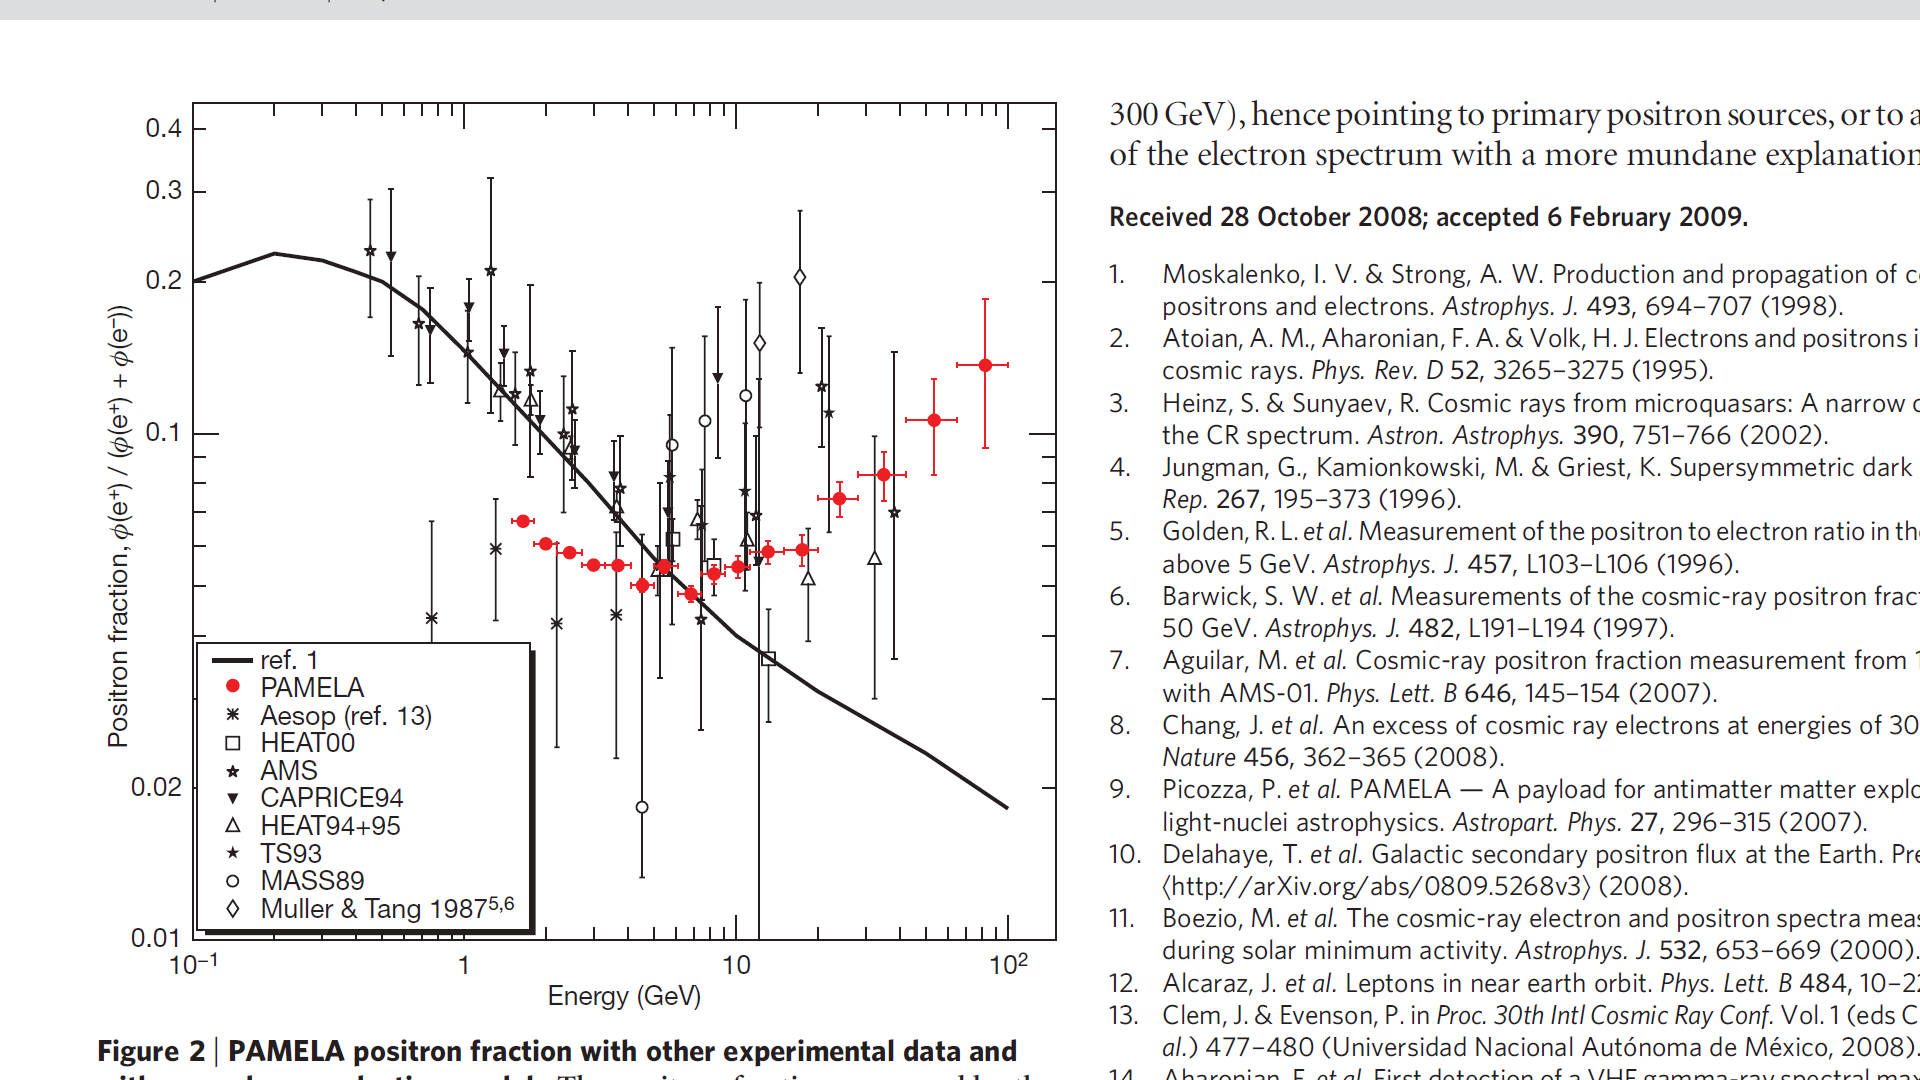 0.4
0.3
0.2
0.1
0.02
0.01
10⁻¹
1
10
10²
Positron fraction, ϕ(e⁺) / (ϕ(e⁺) + ϕ(e⁻))
Energy (GeV)
ref. 1
PAMELA
Aesop (ref. 13)
HEAT00
AMS
CAPRICE94
HEAT94+95
TS93
MASS89
Muller & Tang 1987⁵,⁶
Figure 2 | PAMELA positron fraction with other experimental data and
300 GeV), hence pointing to primary positron sources, or to a
of the electron spectrum with a more mundane explanation
Received 28 October 2008; accepted 6 February 2009.
1. Moskalenko, I. V. & Strong, A. W. Production and propagation of
positrons and electrons. Astrophys. J. 493, 694–707 (1998).
2. Atoian, A. M., Aharonian, F. A. & Volk, H. J. Electrons and positrons
cosmic rays. Phys. Rev. D 52, 3265–3275 (1995).
3. Heinz, S. & Sunyaev, R. Cosmic rays from microquasars: A narrow
the CR spectrum. Astron. Astrophys. 390, 751–766 (2002).
4. Jungman, G., Kamionkowski, M. & Griest, K. Supersymmetric dark
Rep. 267, 195–373 (1996).
5. Golden, R. L. et al. Measurement of the positron to electron ratio in
above 5 GeV. Astrophys. J. 457, L103–L106 (1996).
6. Barwick, S. W. et al. Measurements of the cosmic-ray positron
50 GeV. Astrophys. J. 482, L191–L194 (1997).
7. Aguilar, M. et al. Cosmic-ray positron fraction measurement from 1
with AMS-01. Phys. Lett. B 646, 145–154 (2007).
8. Chang, J. et al. An excess of cosmic ray electrons at energies of 30
Nature 456, 362–365 (2008).
9. Picozza, P. et al. PAMELA — A payload for antimatter matter
light-nuclei astrophysics. Astropart. Phys. 27, 296–315 (2007).
10. Delahaye, T. et al. Galactic secondary positron flux at the Earth.
⟨http://arXiv.org/abs/0809.5268v3⟩ (2008).
11. Boezio, M. et al. The cosmic-ray electron and positron spectra
during solar minimum activity. Astrophys. J. 532, 653–669 (2000).
12. Alcaraz, J. et al. Leptons in near earth orbit. Phys. Lett. B 484, 10–22
13. Clem, J. & Evenson, P. in Proc. 30th Intl Cosmic Ray Conf. Vol. 1 (eds
al.) 477–480 (Universidad Nacional Autónoma de México, 2008).